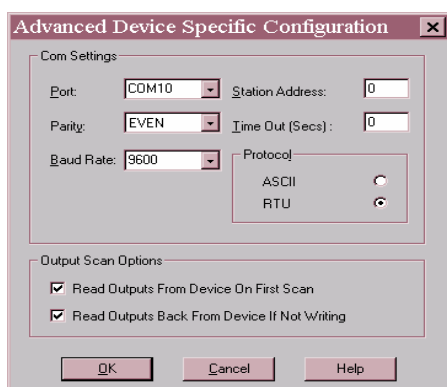 Advanced Device Specific Configuration
Com Settings
Port: COM10 Station Address: 0
Parity: EVEN Time Out (Secs) : 0
Baud Rate: 9600 Protocol
ASCII
RTU
Output Scan Options
Read Outputs From Device On First Scan
Read Outputs Back From Device If Not Writing
OK Cancel Help